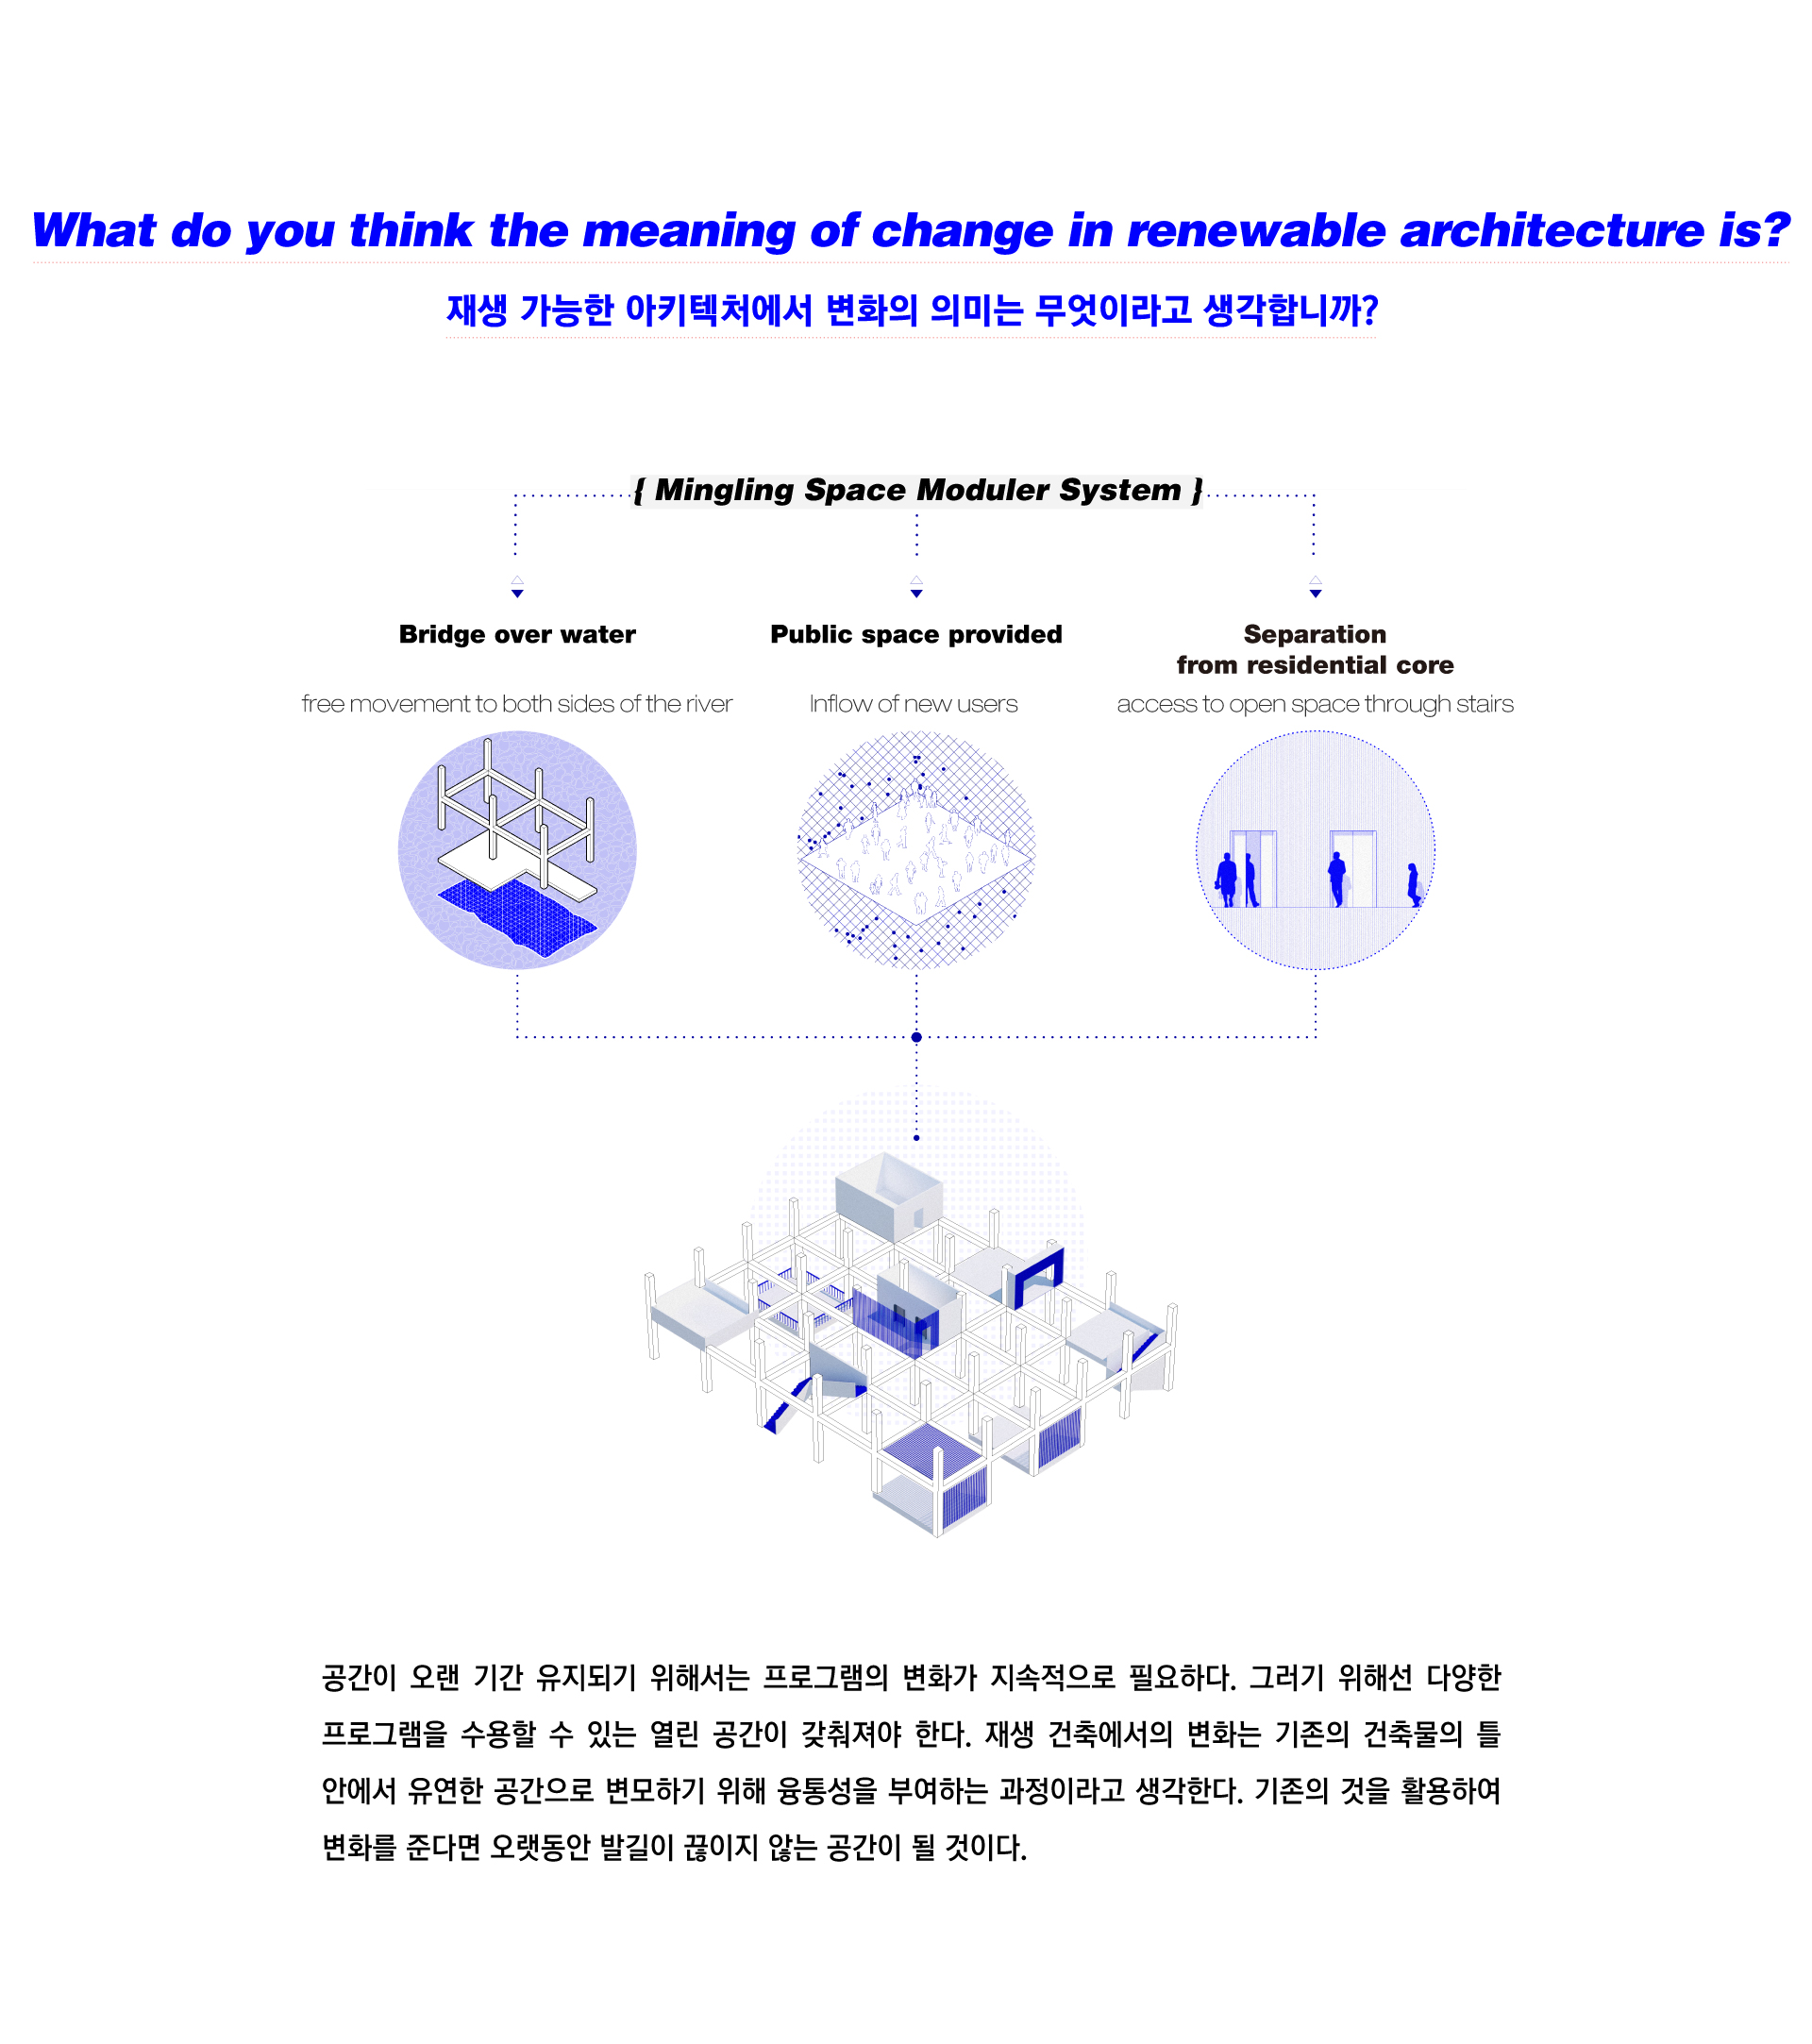 What do you think the meaning of change in renewable architecture is?
재생 가능한 아키텍처에서 변화의 의미는 무엇이라고 생각합니까?
{ Mingling Space Moduler System }
Bridge over water
free movement to both sides of the river
Public space provided
Inflow of new users
Separation
from residential core
access to open space through stairs
공간이 오랜 기간 유지되기 위해서는 프로그램의 변화가 지속적으로 필요하다. 그러기 위해선 다양한
프로그램을 수용할 수 있는 열린 공간이 갖춰져야 한다. 재생 건축에서의 변화는 기존의 건축물의 틀
안에서 유연한 공간으로 변모하기 위해 융통성을 부여하는 과정이라고 생각한다. 기존의 것을 활용하여
변화를 준다면 오랫동안 발길이 끊이지 않는 공간이 될 것이다.